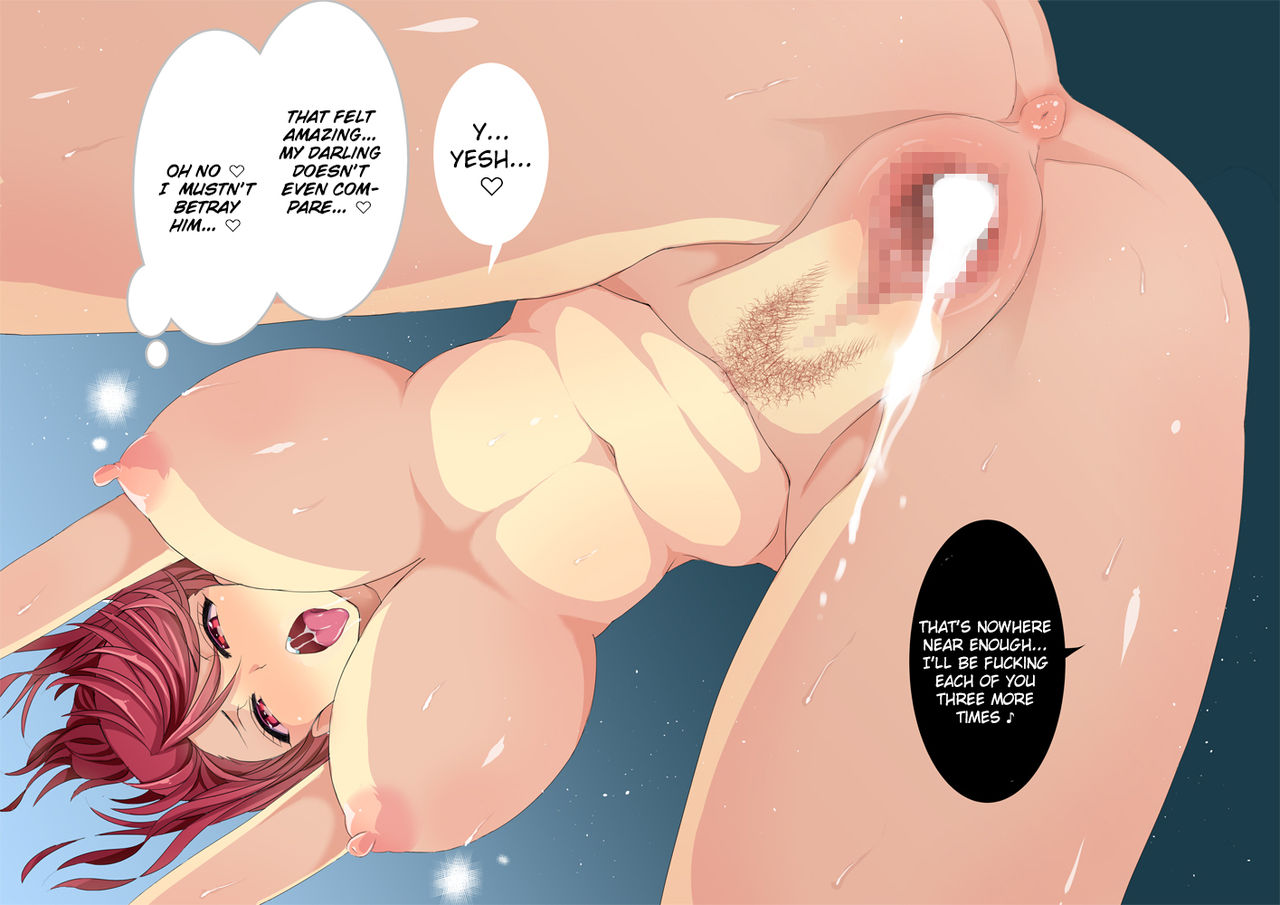 Y...
YESH...
♡
THAT FELT
AMAZING...
MY DARLING
DOESN'T
EVEN COM-
PARE... ♡
OH NO ♡
I MUSTN'T
BETRAY
HIM... ♡
THAT'S NOWHERE
NEAR ENOUGH...
I'LL BE FUCKING
EACH OF YOU
THREE MORE
TIMES ♪